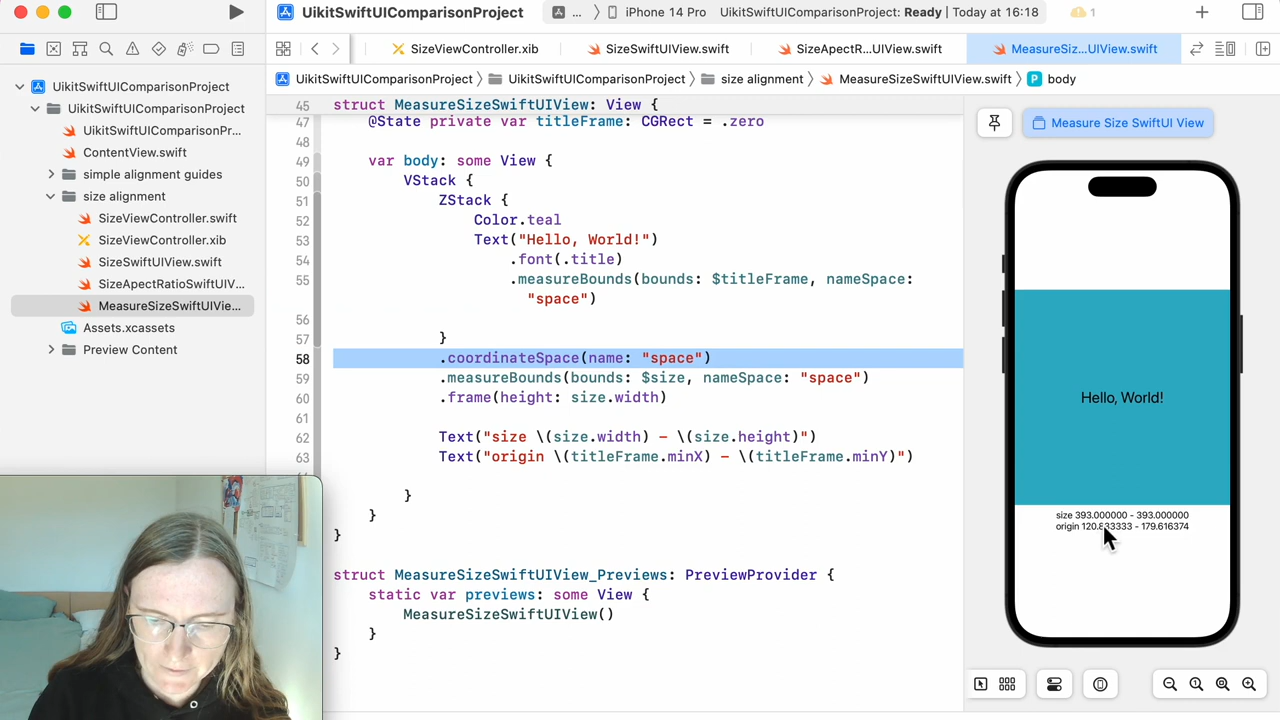 UikitSwiftUIComparisonProject
... 〉 iPhone 14 Pro
UikitSwiftUIComparisonProject: Ready | Today at 16:18
1
SizeViewController.xib
SizeSwiftUIView.swift
SizeApectR...UIView.swift
MeasureSiz...UIView.swift
UikitSwiftUIComparisonProject 〉 UikitSwiftUIComparisonProject 〉 size alignment 〉 MeasureSizeSwiftUIView.swift 〉 P body
UikitSwiftUIComparisonProject
UikitSwiftUIComparisonProject
UikitSwiftUIComparisonPr...
ContentView.swift
simple alignment guides
size alignment
SizeViewController.swift
SizeViewController.xib
SizeSwiftUIView.swift
SizeApectRatioSwiftUIV...
MeasureSizeSwiftUIVie...
Assets.xcassets
Preview Content
45 struct MeasureSizeSwiftUIView: View {
47 @State private var titleFrame: CGRect = .zero
48
49 var body: some View {
50 VStack {
51 ZStack {
52 Color.teal
53 Text("Hello, World!")
54 .font(.title)
55 .measureBounds(bounds: $titleFrame, nameSpace:
"space")
56
57 }
58 .coordinateSpace(name: "space")
59 .measureBounds(bounds: $size, nameSpace: "space")
60 .frame(height: size.width)
61
62 Text("size \(size.width) - \(size.height)")
63 Text("origin \(titleFrame.minX) - \(titleFrame.minY)")
}
}
}
struct MeasureSizeSwiftUIView_Previews: PreviewProvider {
static var previews: some View {
MeasureSizeSwiftUIView()
}
}
Measure Size SwiftUI View
Hello, World!
size 393.000000 - 393.000000
origin 120.833333 - 179.616374